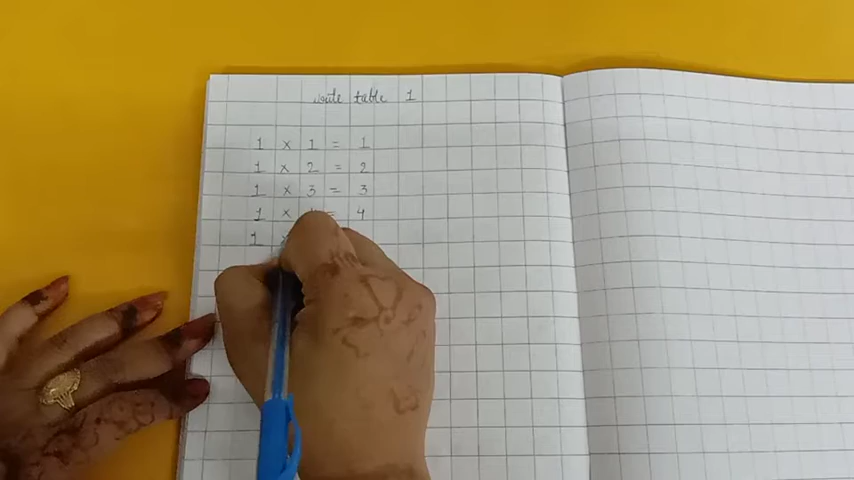 write table 1
1 × 1 = 1
1 × 2 = 2
1 × 3 = 3
1 × = 4
1 ×